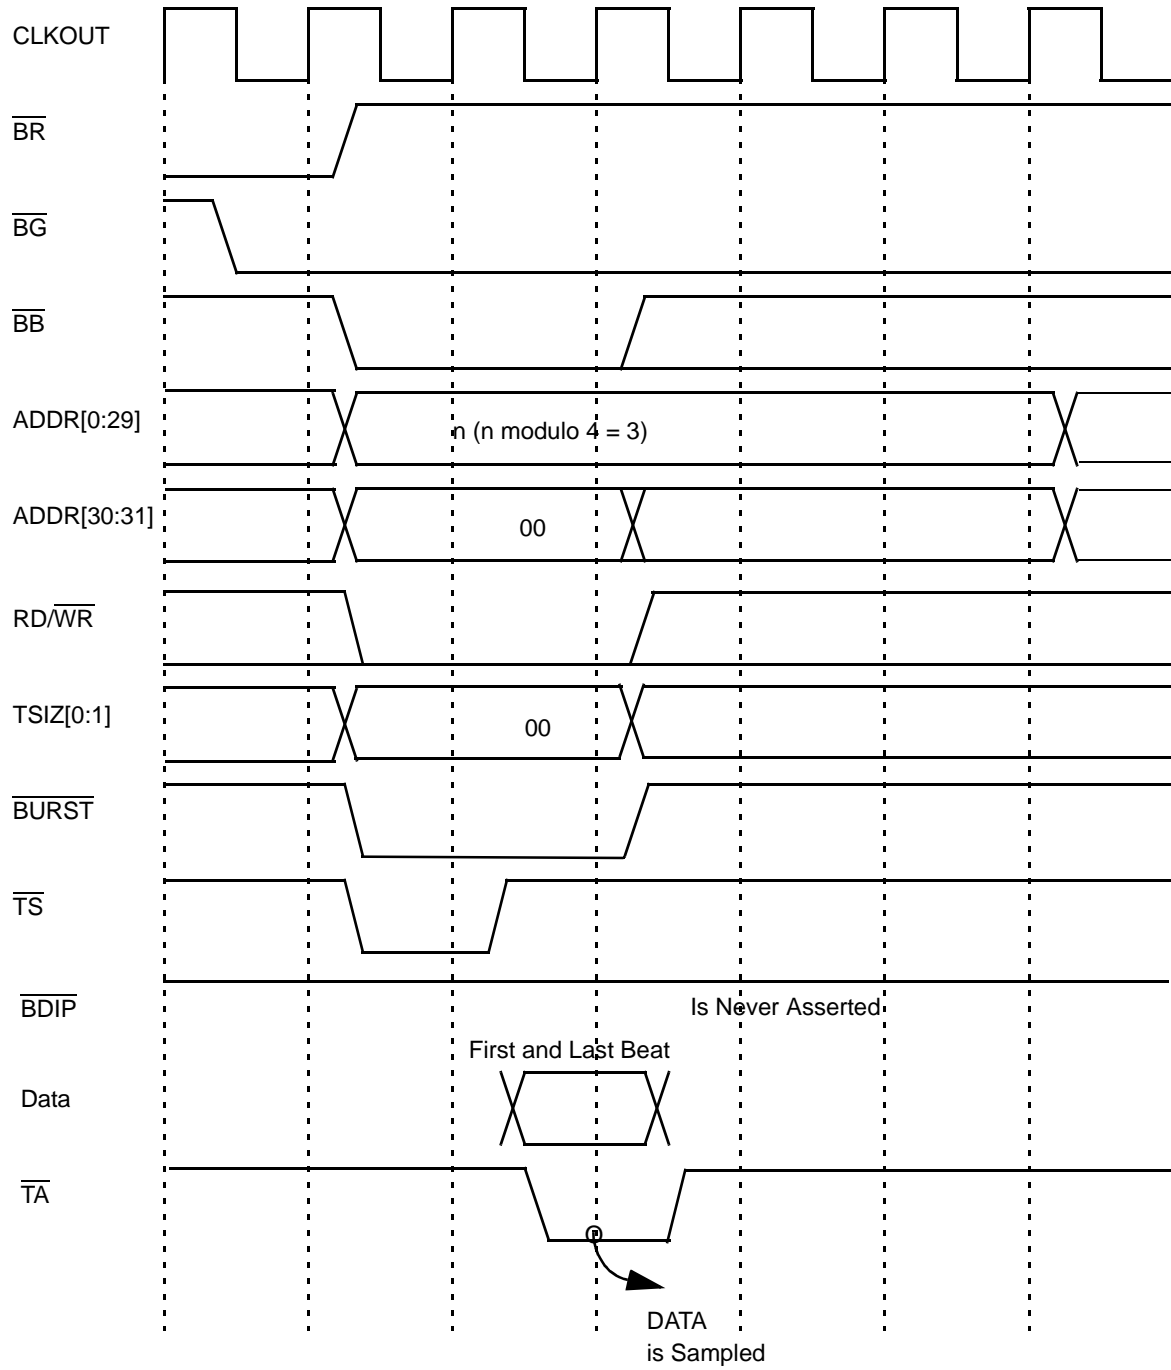 CLKOUT
BR
BG
BB
ADDR[0:29]
n (n modulo 4 = 3)
ADDR[30:31]
00
RD/WR
TSIZ[0:1]
00
BURST
TS
BDIP
Is Never Asserted
First and Last Beat
Data
TA
DATA
is Sampled